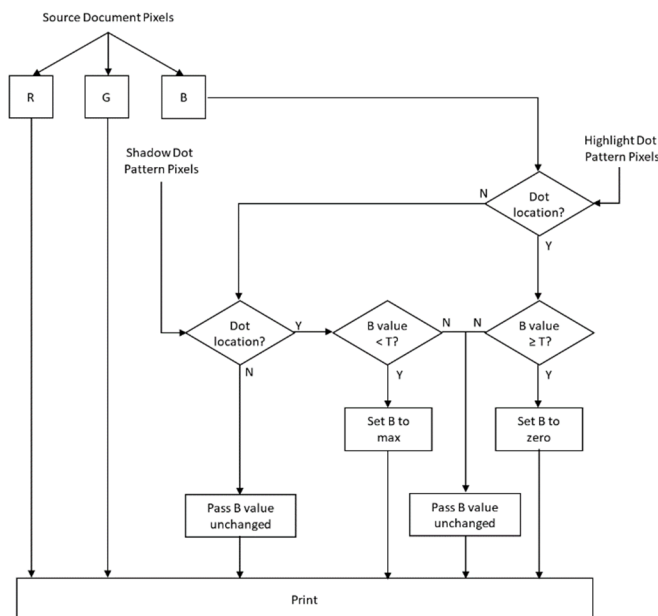 Source Document Pixels
R
G
B
Shadow Dot
Pattern Pixels
Highlight Dot
Pattern Pixels
N
Dot
location?
Y
Dot
location?
Y
B value
< T?
N
N
B value
≥ T?
N
Y
Y
Set B to
max
Set B to
zero
Pass B value
unchanged
Pass B value
unchanged
Print